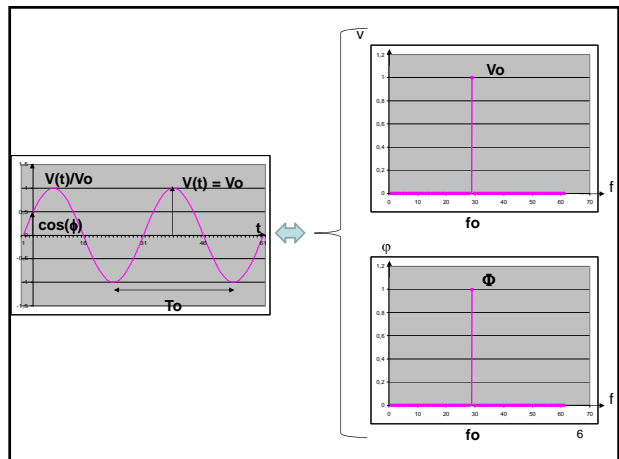 V(t)/Vo
V(t) = Vo
cos(ϕ)
t
1,5
1
0,5
-0,5
-1
-1,5
1 16 31 46 61
To
v
Vo
1,2
1
0,8
0,6
0,4
0,2
0
0 10 20 30 40 50 60 70
f
fo
φ
Φ
1,2
1
0,8
0,6
0,4
0,2
0
0 10 20 30 40 50 60 70
f
fo
6